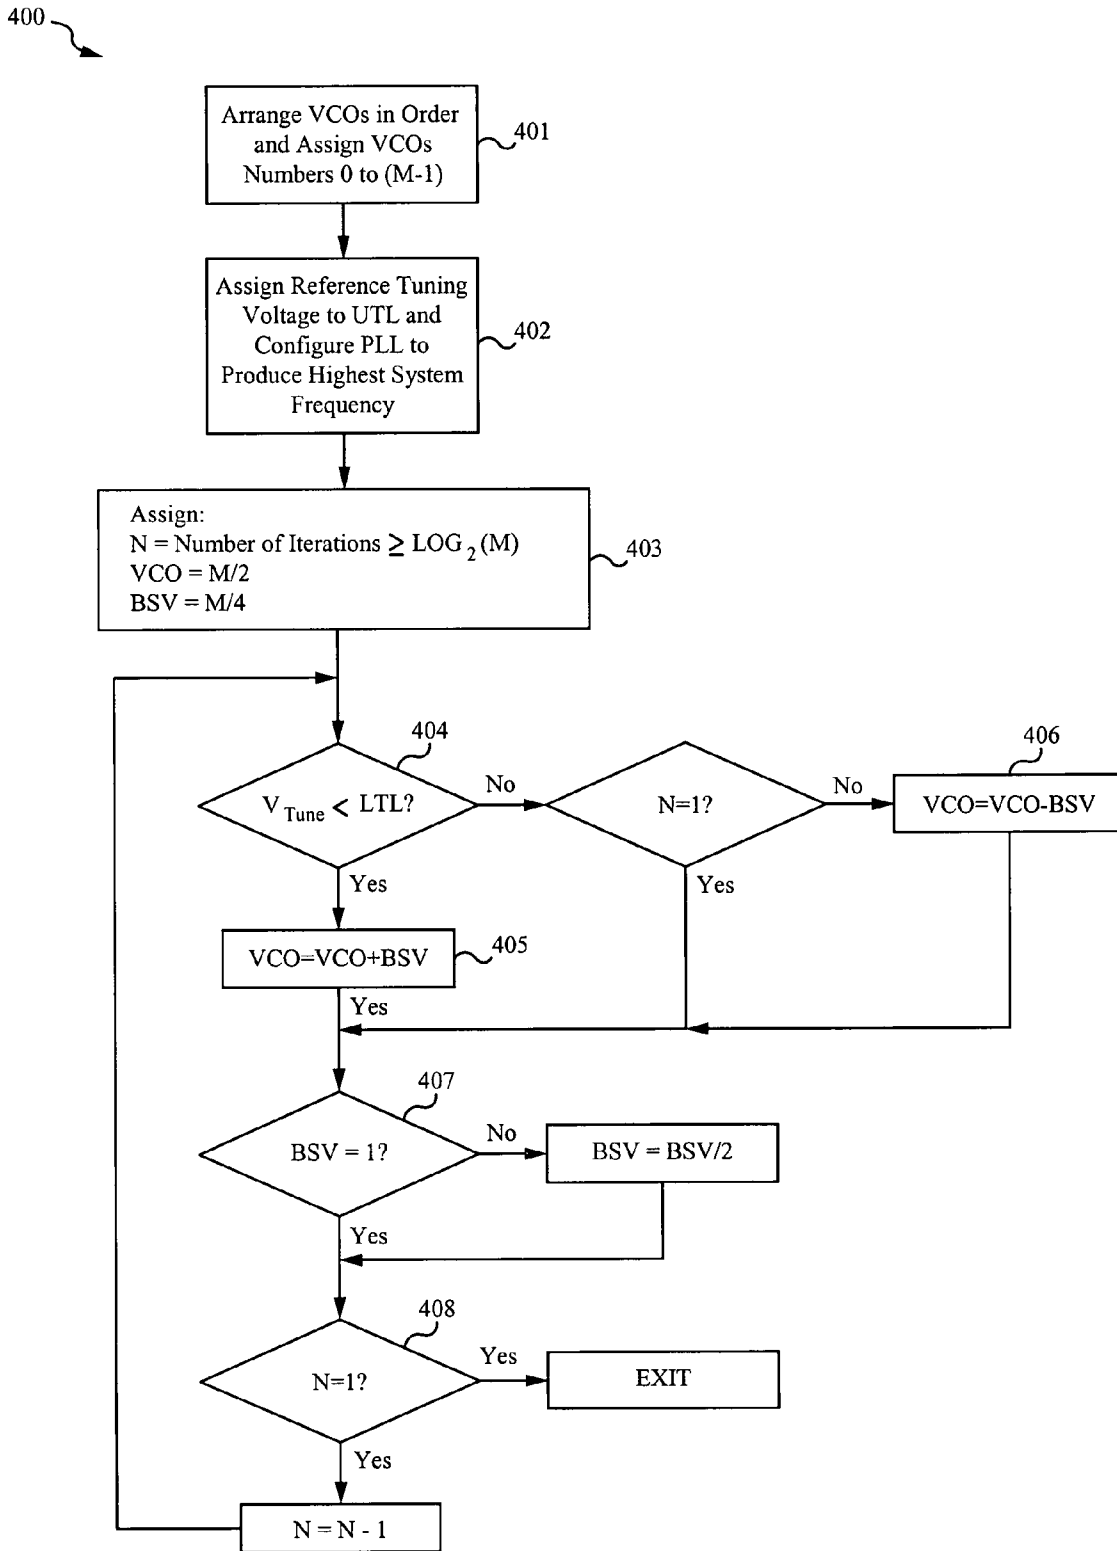 400
Arrange VCOs in Order
and Assign VCOs
Numbers 0 to (M-1)
401
Assign Reference Tuning
Voltage to UTL and
Configure PLL to
Produce Highest System
Frequency
402
Assign:
N = Number of Iterations ≥ LOG2(M)
VCO = M/2
BSV = M/4
403
404
VTune < LTL?
No
N=1?
No
406
VCO=VCO-BSV
Yes
Yes
VCO=VCO+BSV
405
Yes
407
BSV = 1?
No
BSV = BSV/2
Yes
408
N=1?
Yes
EXIT
Yes
N = N - 1